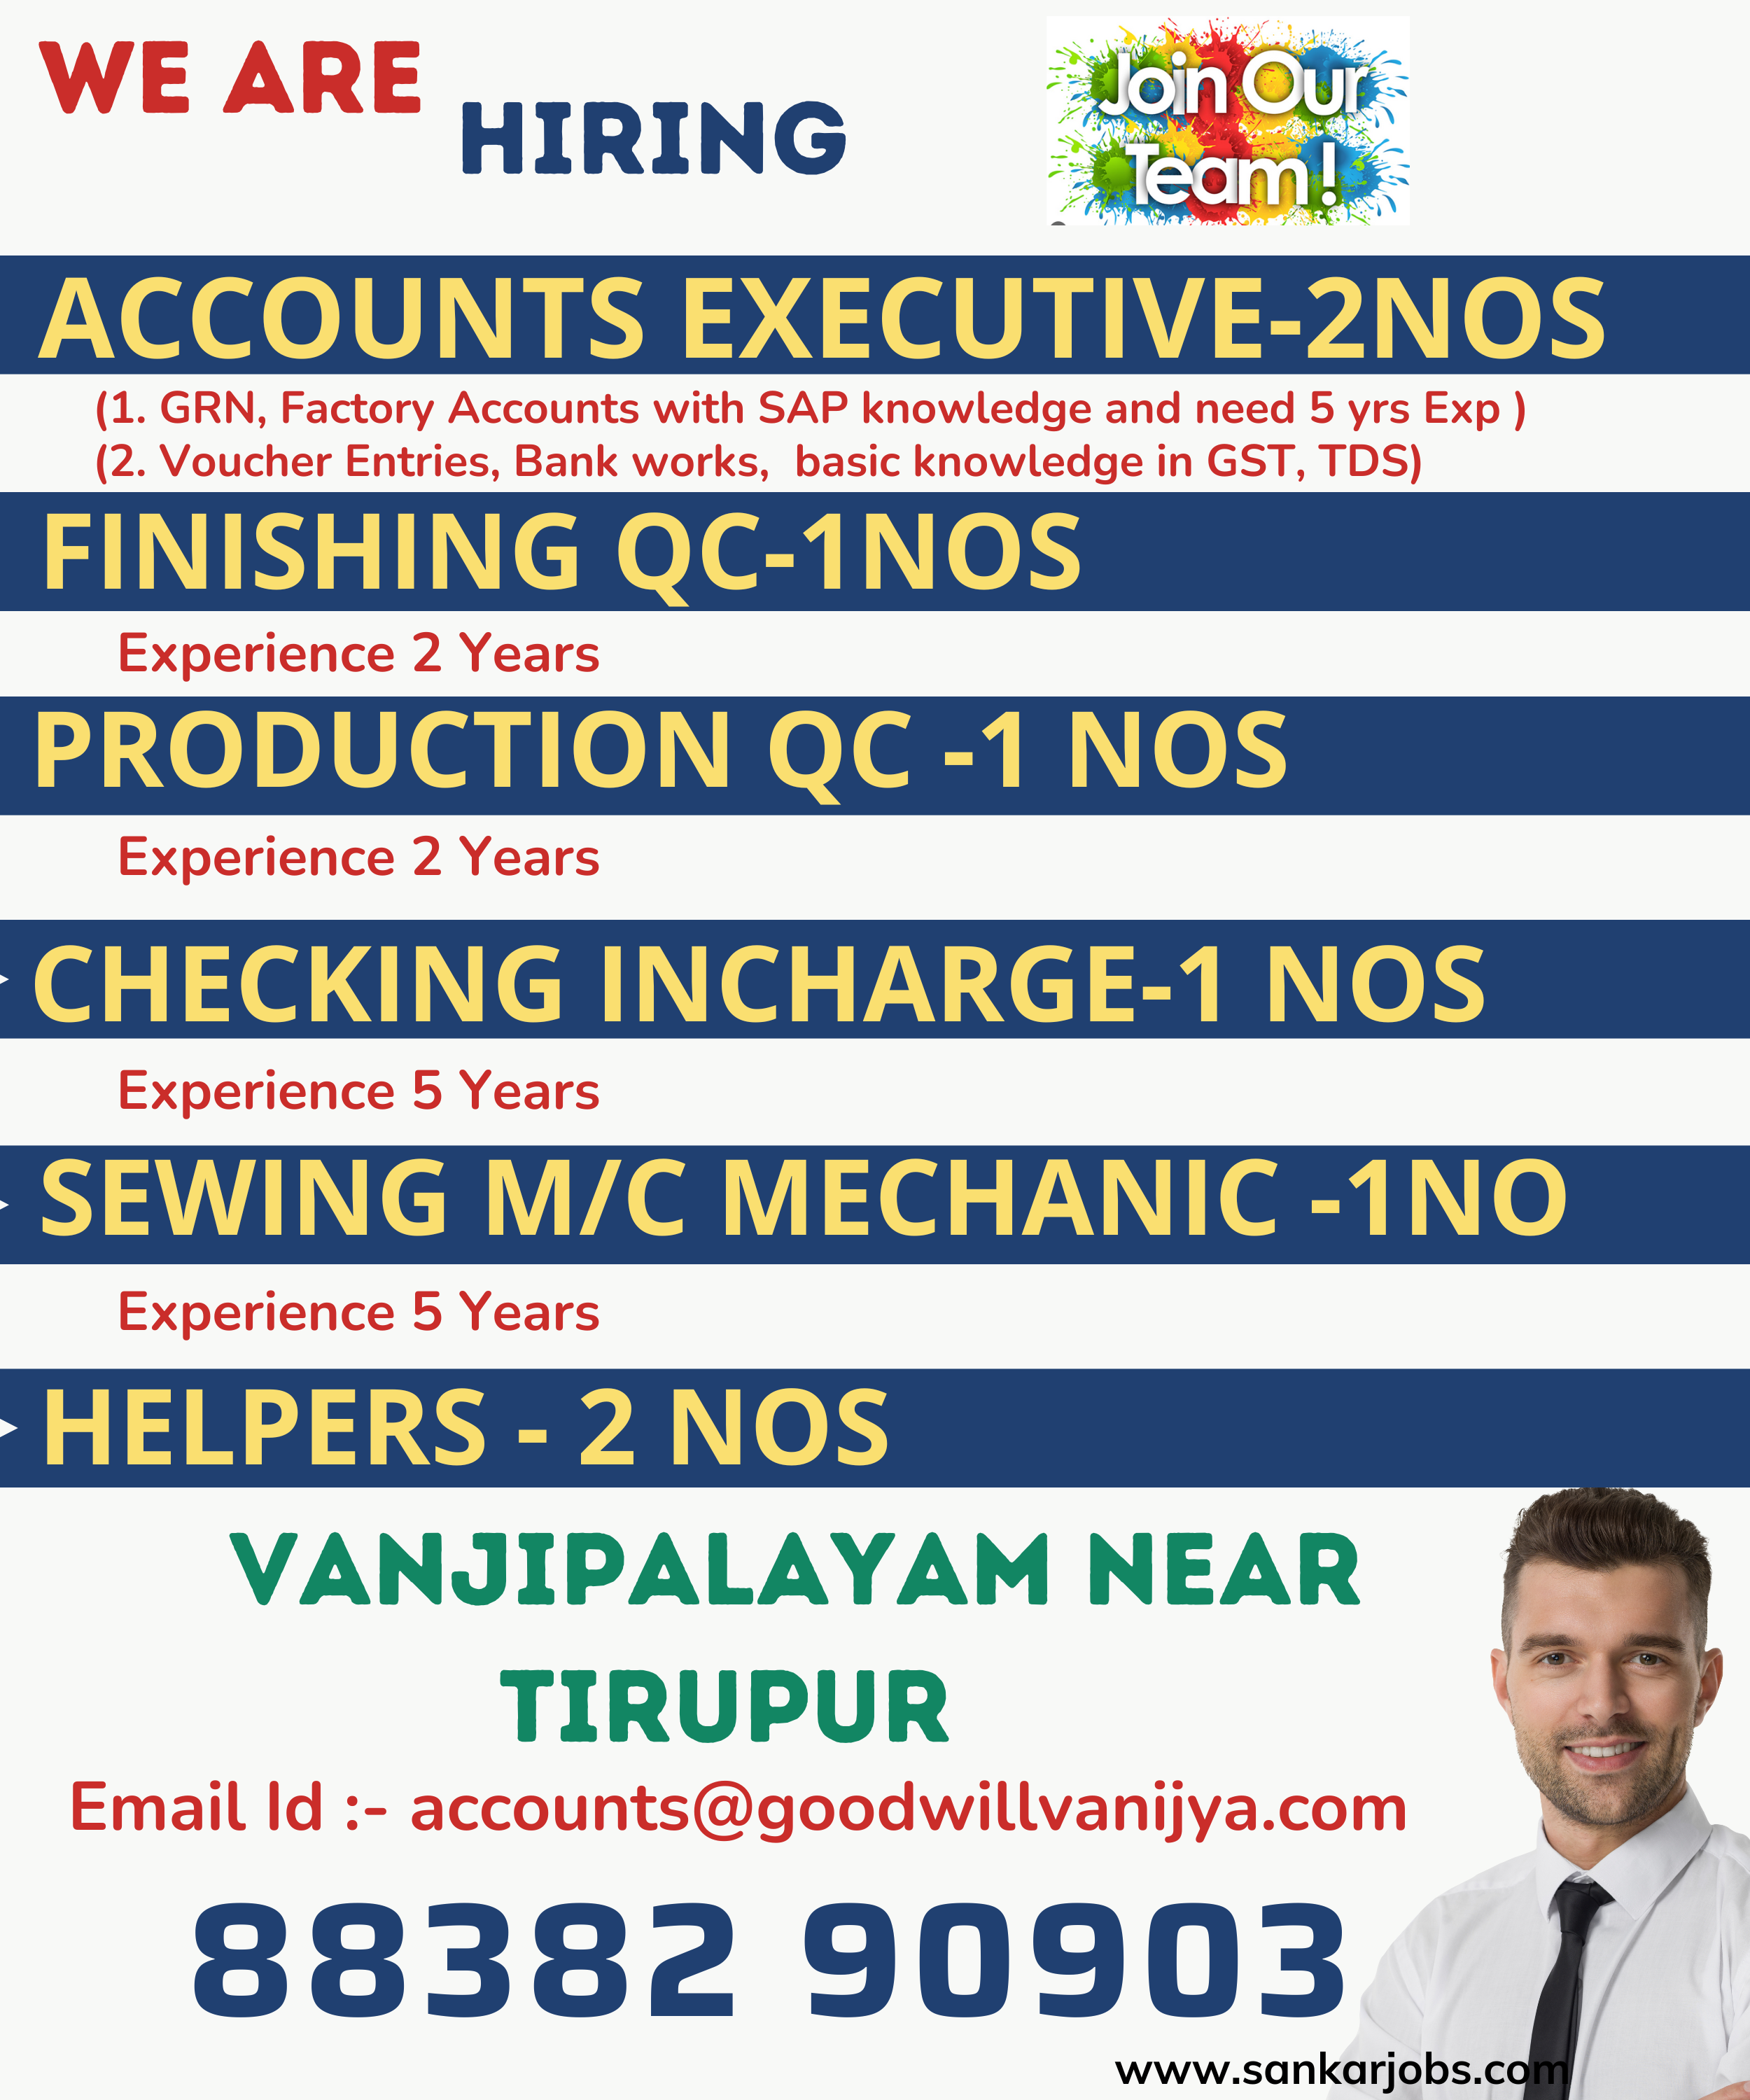 WE ARE
HIRING
Join Our
Team!
ACCOUNTS EXECUTIVE-2NOS
(1. GRN, Factory Accounts with SAP knowledge and need 5 yrs Exp )
(2. Voucher Entries, Bank works,  basic knowledge in GST, TDS)
FINISHING QC-1NOS
Experience 2 Years
PRODUCTION QC -1 NOS
Experience 2 Years
CHECKING INCHARGE-1 NOS
Experience 5 Years
SEWING M/C MECHANIC -1NO
Experience 5 Years
HELPERS - 2 NOS
VANJIPALAYAM NEAR
TIRUPUR
Email Id :- accounts@goodwillvanijya.com
88382 90903
www.sankarjobs.com